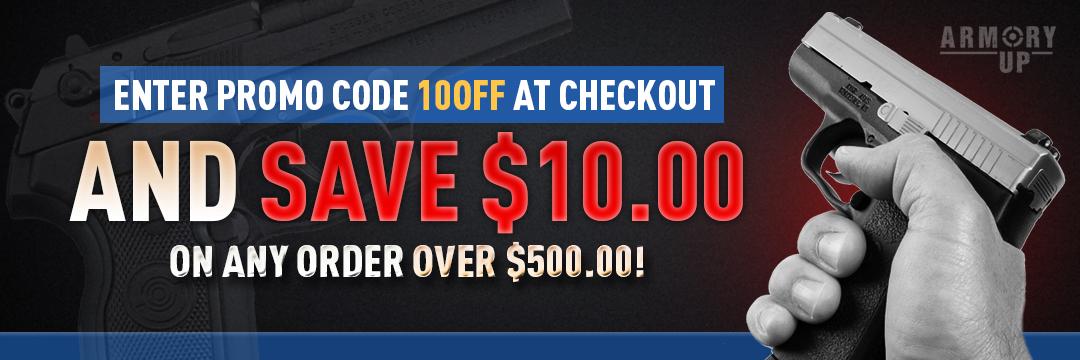 ARMORY
UP
ENTER PROMO CODE 10OFF AT CHECKOUT
AND SAVE $10.00
ON ANY ORDER OVER $500.00!